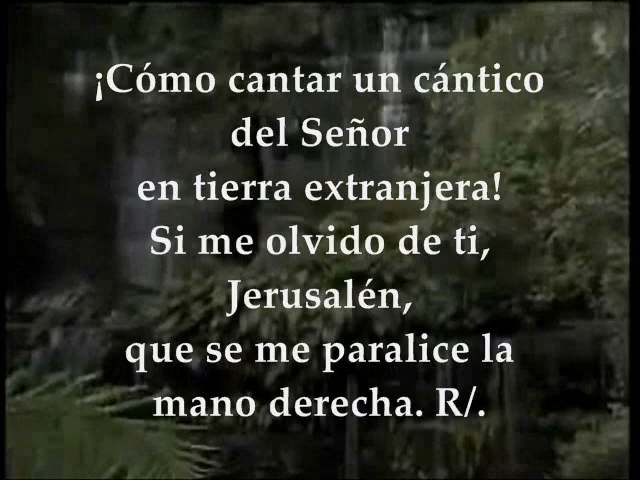 ¡Cómo cantar un cántico
del Señor
en tierra extranjera!
Si me olvido de ti,
Jerusalén,
que se me paralice la
mano derecha. R/.